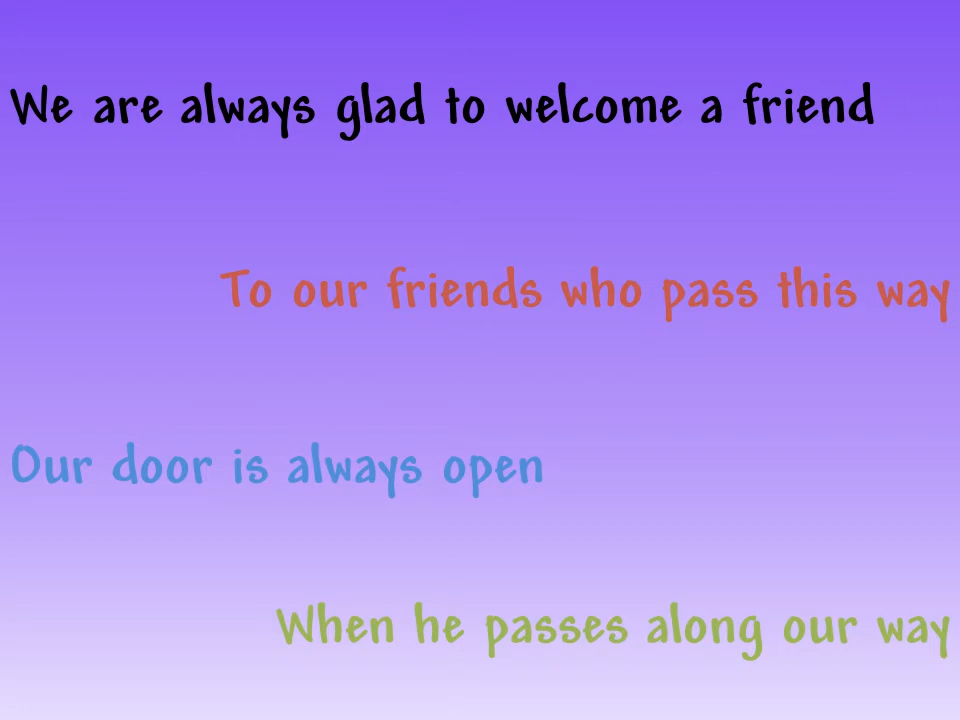 We are always glad to welcome a friend
To our friends who pass this way
Our door is always open
When he passes along our way